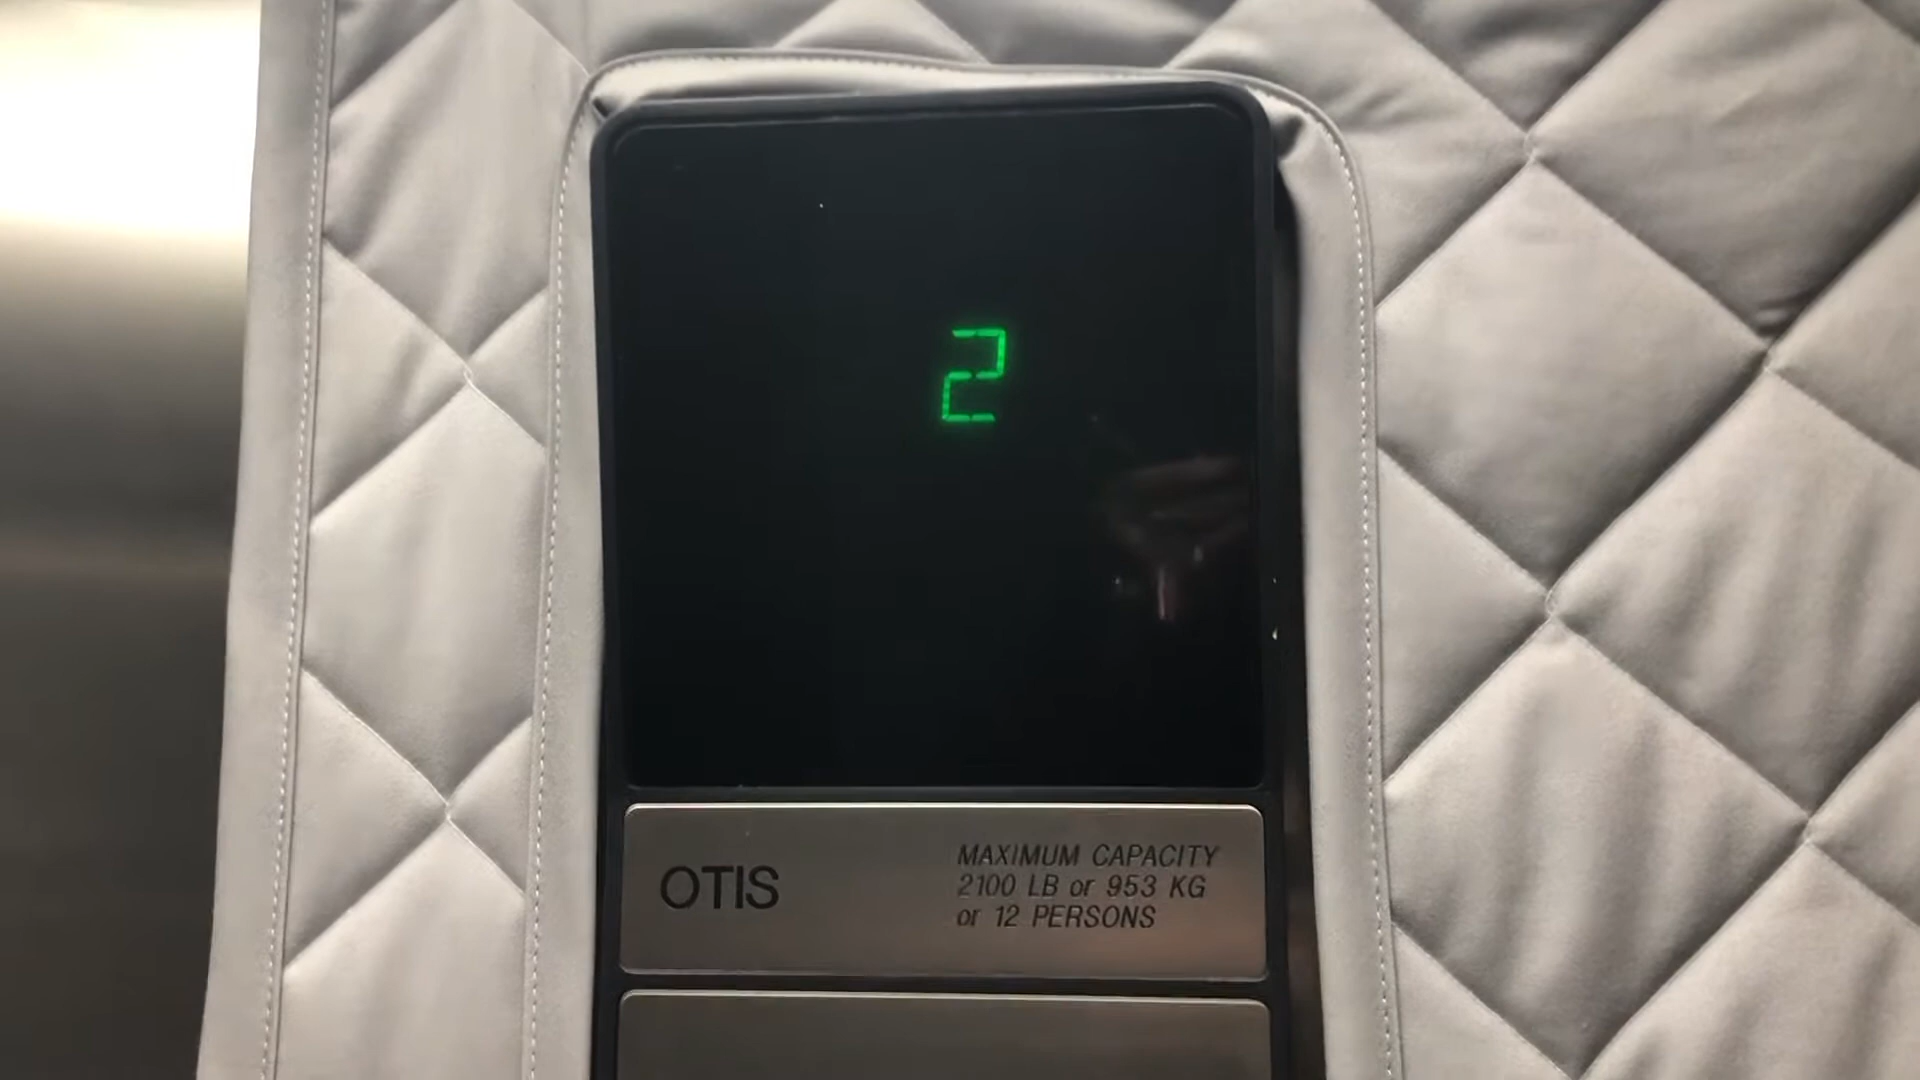 2
OTIS
MAXIMUM CAPACITY
2100 LB or 953 KG
or 12 PERSONS